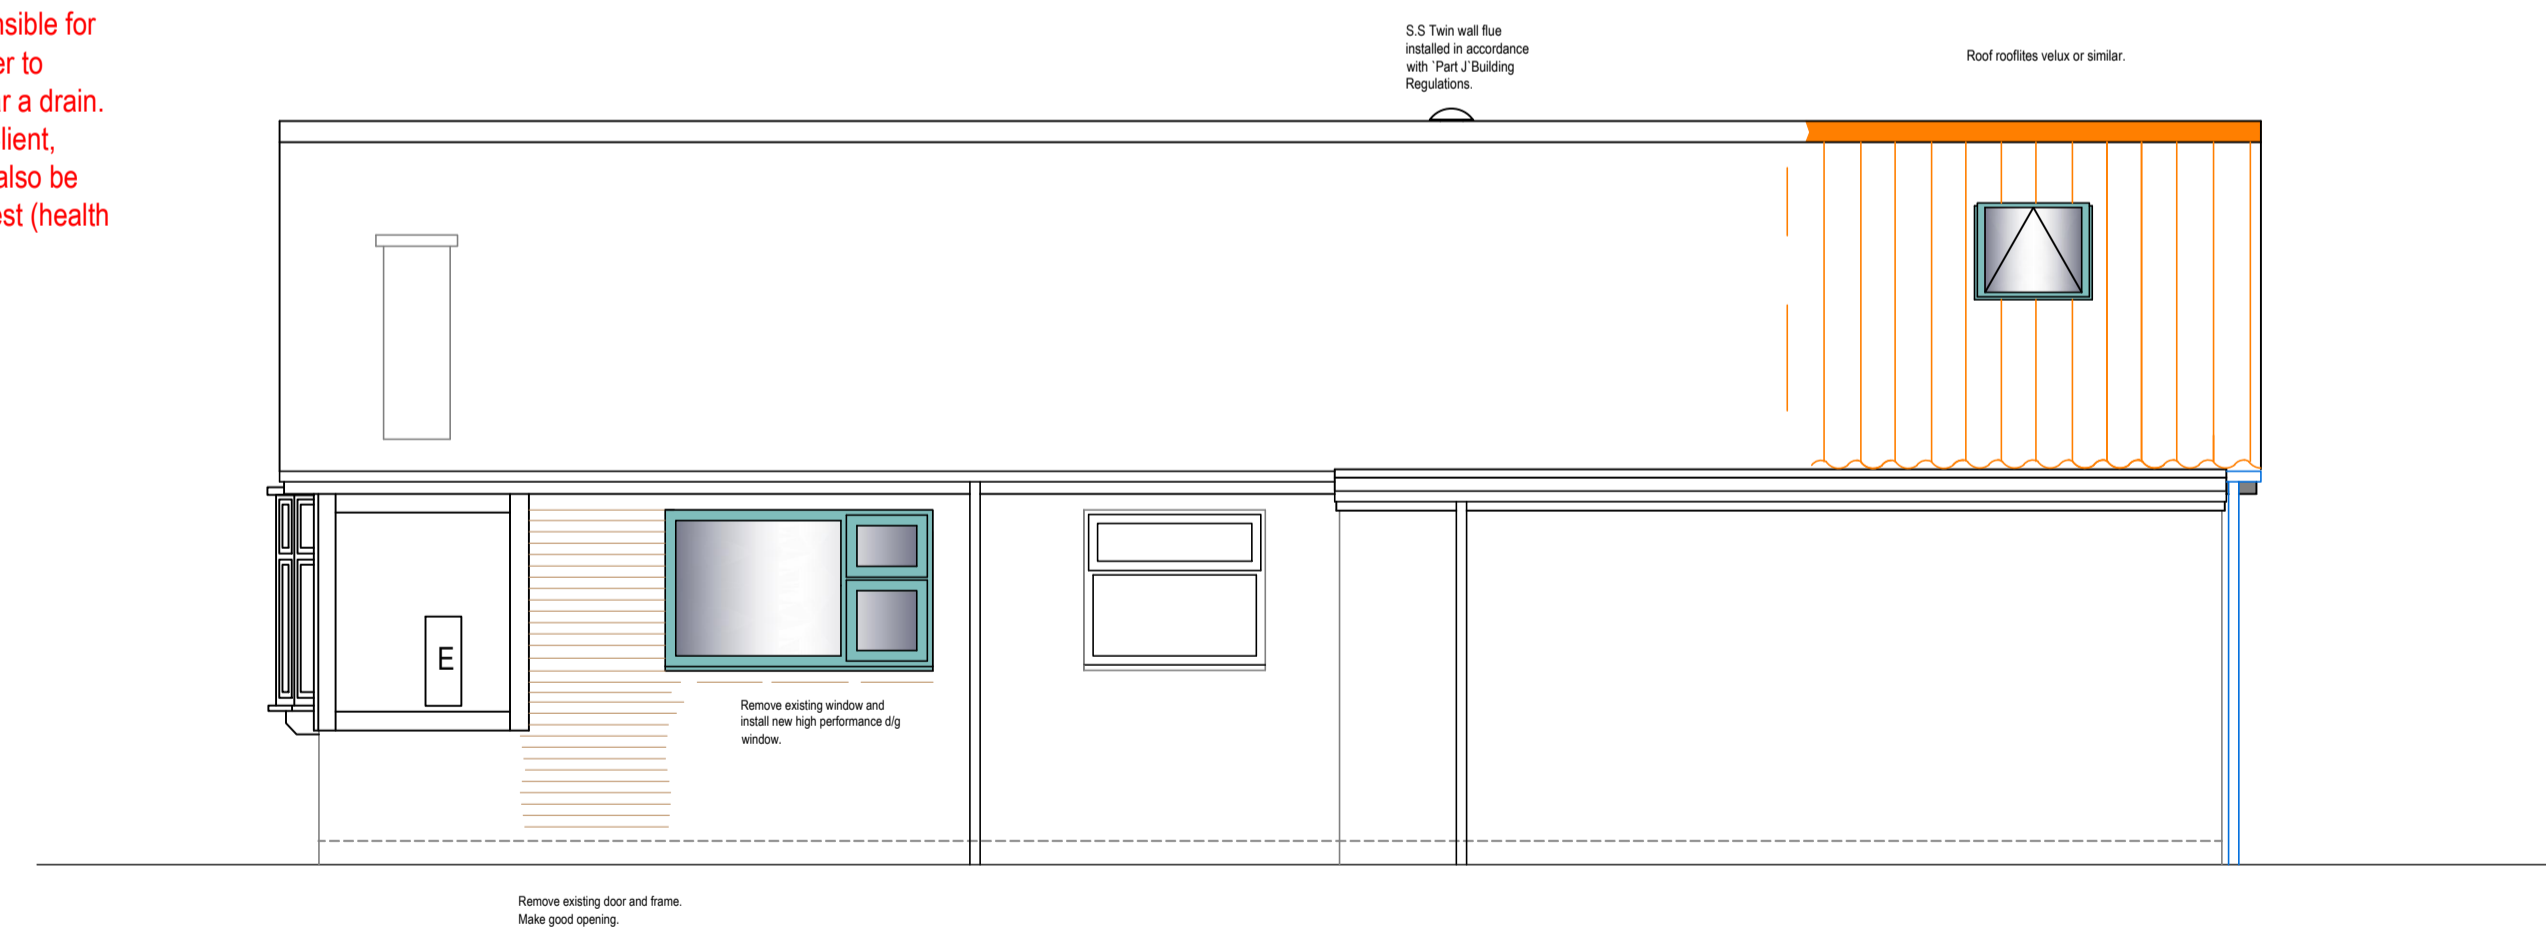 nsible for
er to
ar a drain.
lient,
also be
est (health
S.S Twin wall flue
installed in accordance
with `Part J`Building
Regulations.
Roof rooflites velux or similar.
E
Remove existing window and
install new high performance d/g
window.
Remove existing door and frame.
Make good opening.